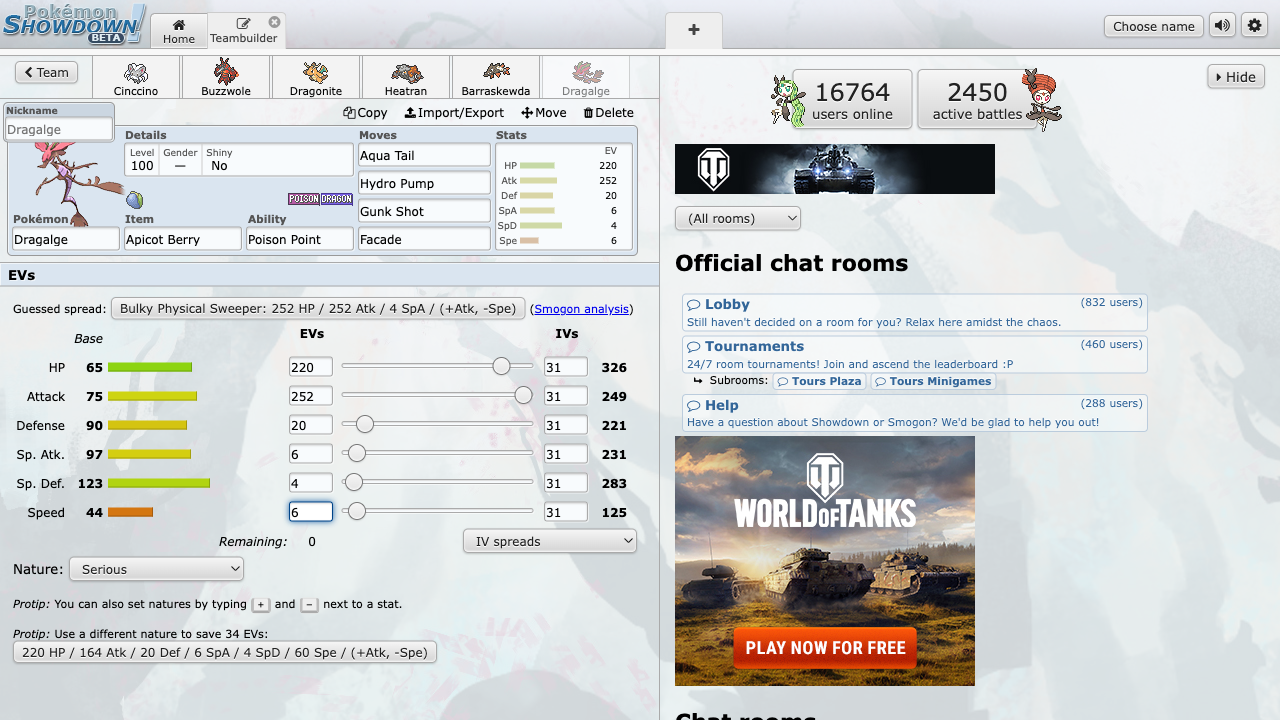 Pokémon
SHOWDOWN!
BETA
Home
Teambuilder
+
Choose name
Team
Cinccino
Buzzwole
Dragonite
Heatran
Barraskewda
Dragalge
Hide
Nickname
Dragalge
Copy
Import/Export
Move
Delete
Details
Level
100
Gender
—
Shiny
No
POISON DRAGON
Pokémon
Dragalge
Item
Apicot Berry
Ability
Poison Point
Moves
Aqua Tail
Hydro Pump
Gunk Shot
Facade
Stats
EV
HP 220
Atk 252
Def 20
SpA 6
SpD 4
Spe 6
EVs
Guessed spread: Bulky Physical Sweeper: 252 HP / 252 Atk / 4 SpA / (+Atk, -Spe) (Smogon analysis)
Base EVs IVs
HP 65 220 31 326
Attack 75 252 31 249
Defense 90 20 31 221
Sp. Atk. 97 6 31 231
Sp. Def. 123 4 31 283
Speed 44 6 31 125
Remaining: 0
IV spreads
Nature: Serious
Protip: You can also set natures by typing + and − next to a stat.
Protip: Use a different nature to save 34 EVs:
220 HP / 164 Atk / 20 Def / 6 SpA / 4 SpD / 60 Spe / (+Atk, -Spe)
16764
users online
2450
active battles
(All rooms)
Official chat rooms
Lobby (832 users)
Still haven't decided on a room for you? Relax here amidst the chaos.
Tournaments (460 users)
24/7 room tournaments! Join and ascend the leaderboard :P
Subrooms: Tours Plaza Tours Minigames
Help (288 users)
Have a question about Showdown or Smogon? We'd be glad to help you out!
WORLD OF TANKS
PLAY NOW FOR FREE
Chat rooms